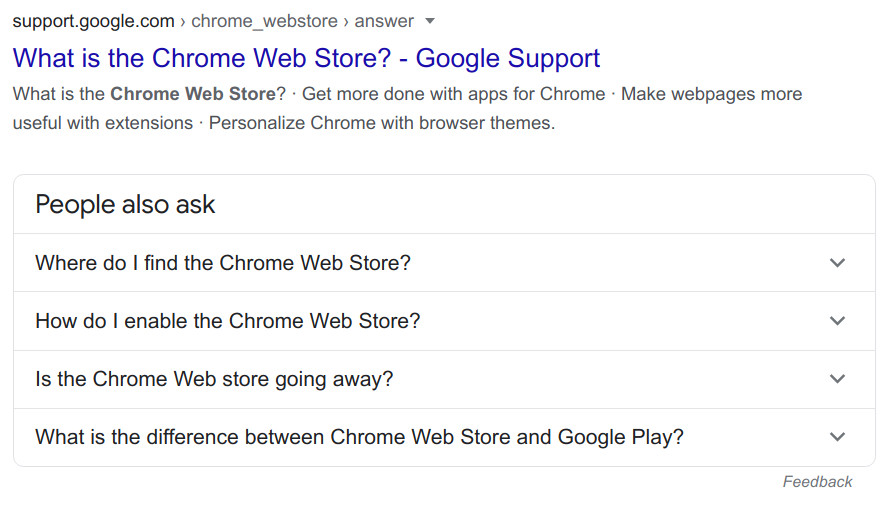 support.google.com › chrome_webstore › answer
What is the Chrome Web Store? - Google Support
What is the Chrome Web Store? · Get more done with apps for Chrome · Make webpages more
useful with extensions · Personalize Chrome with browser themes.
People also ask
Where do I find the Chrome Web Store?
How do I enable the Chrome Web Store?
Is the Chrome Web store going away?
What is the difference between Chrome Web Store and Google Play?
Feedback